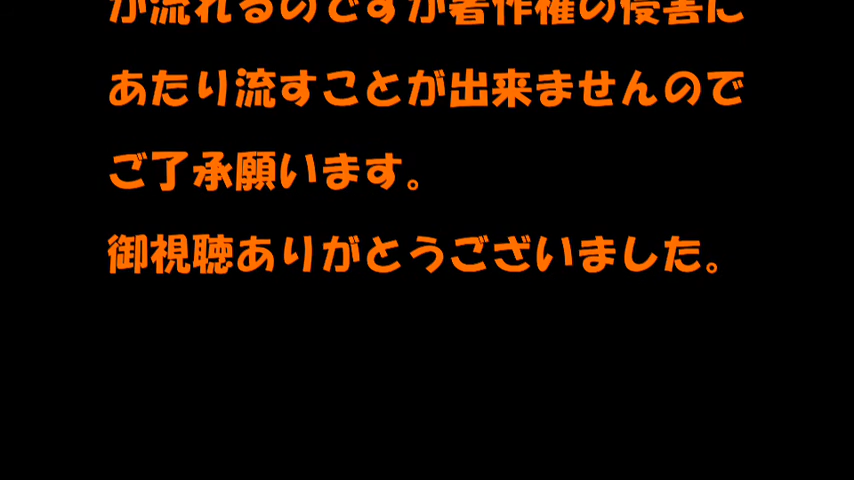 が流れるのですが著作権の侵害に
あたり流すことが出来ませんので
ご了承願います。
御視聴ありがとうございました。